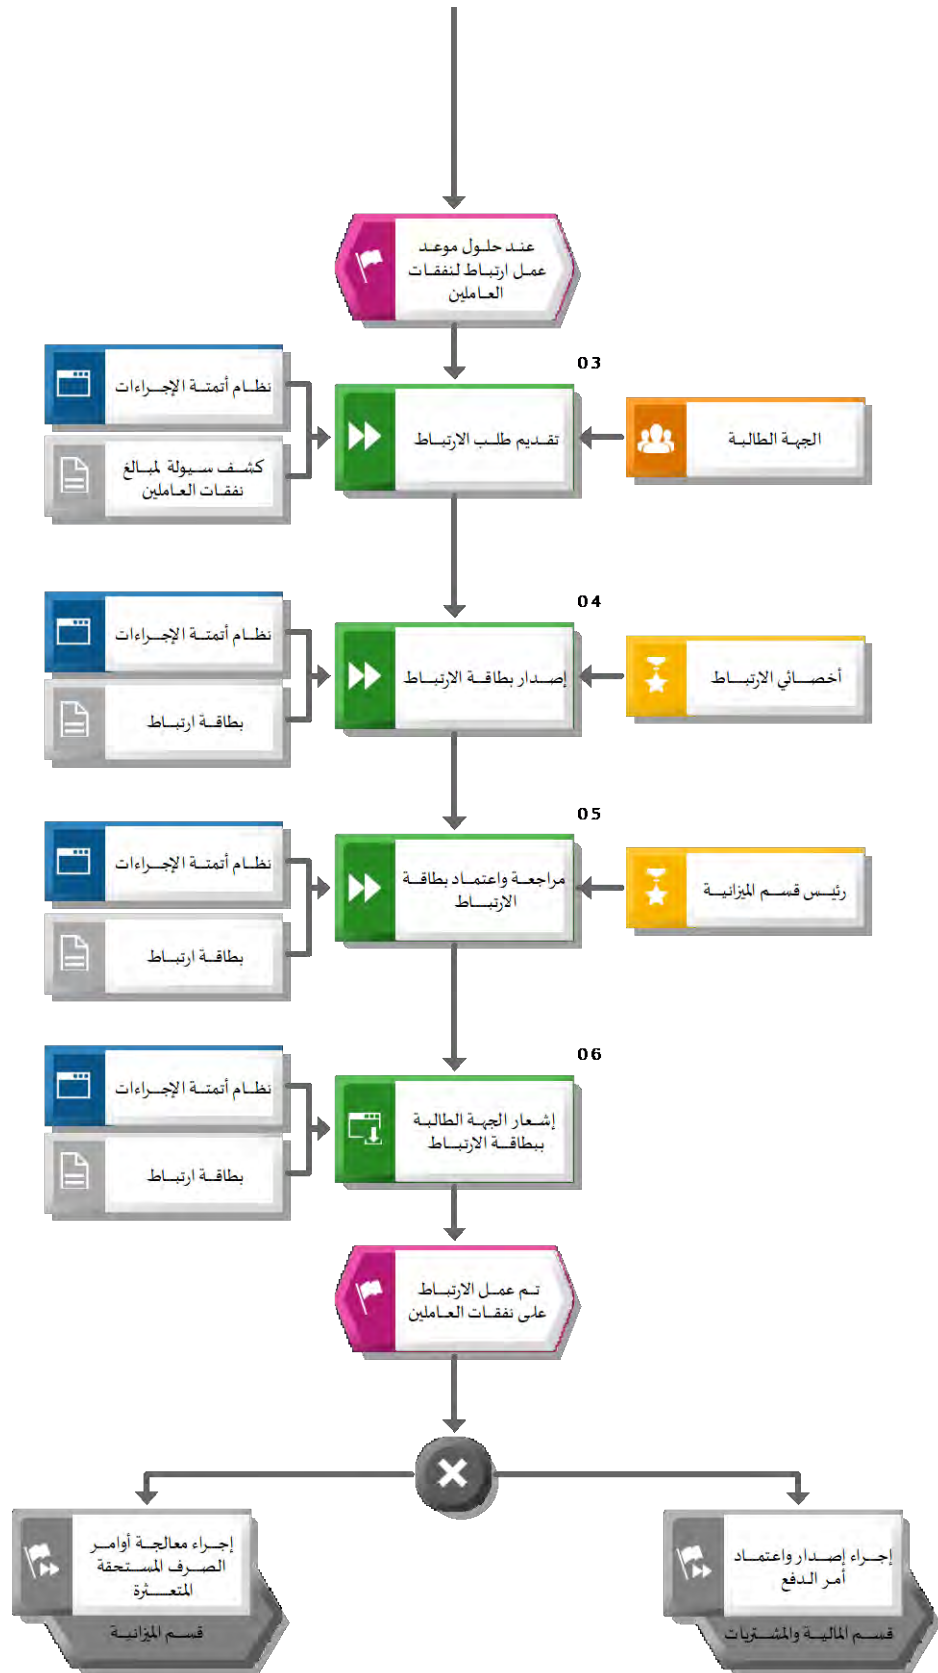 عند حلول موعد
عمل ارتباط لنفقات
العاملين
03
الجهة الطالبة
تقديم طلب الارتباط
نظام أتمتة الإجراءات
كشف سيولة لمبالغ
نفقات العاملين
04
أخصائي الارتباط
إصدار بطاقة الارتباط
نظام أتمتة الإجراءات
بطاقة ارتباط
05
رئيس قسم الميزانية
مراجعة واعتماد بطاقة
الارتباط
نظام أتمتة الإجراءات
بطاقة ارتباط
06
إشعار الجهة الطالبة
ببطاقة الارتباط
نظام أتمتة الإجراءات
بطاقة ارتباط
تم عمل الارتباط
على نفقات العاملين
إجراء إصدار واعتماد
أمر الدفع
قسم المالية والمشتريات
إجراء معالجة أوامر
الصرف المستحقة
المتعثرة
قسم الميزانية